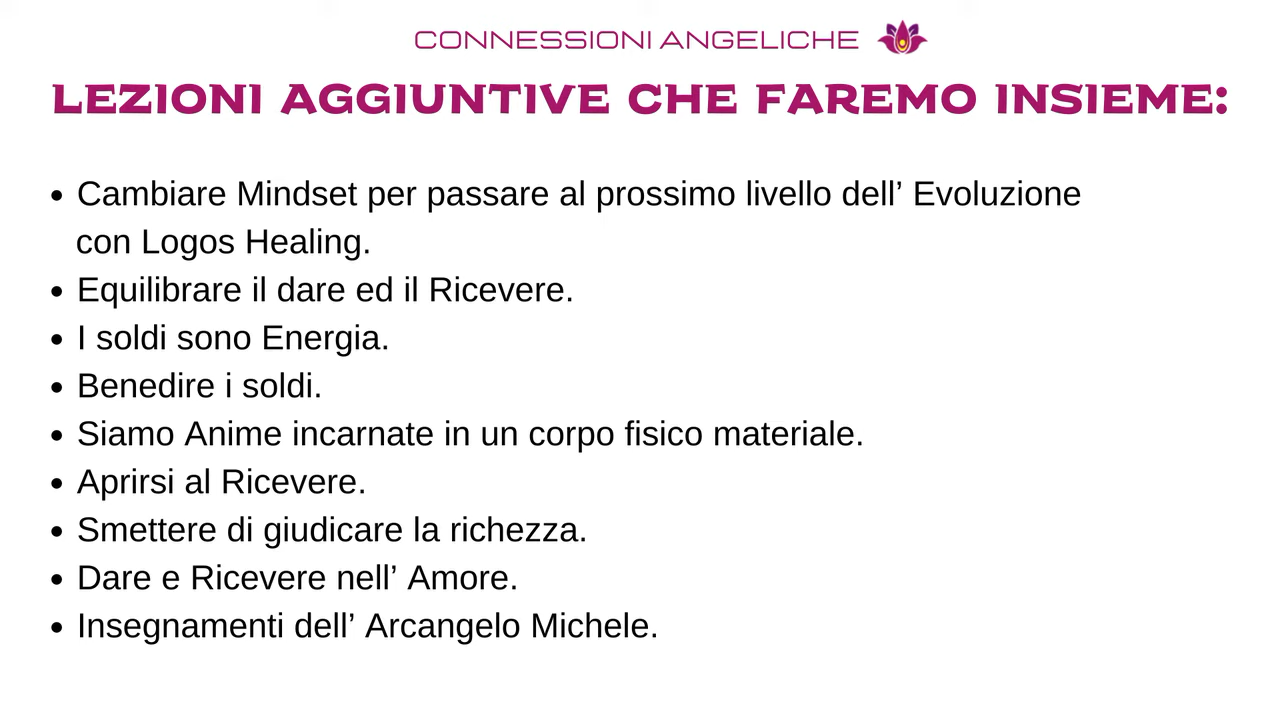 CONNESSIONI ANGELICHE
LEZIONI AGGIUNTIVE CHE FAREMO INSIEME:
• Cambiare Mindset per passare al prossimo livello dell’ Evoluzione
con Logos Healing.
• Equilibrare il dare ed il Ricevere.
• I soldi sono Energia.
• Benedire i soldi.
• Siamo Anime incarnate in un corpo fisico materiale.
• Aprirsi al Ricevere.
• Smettere di giudicare la richezza.
• Dare e Ricevere nell’ Amore.
• Insegnamenti dell’ Arcangelo Michele.